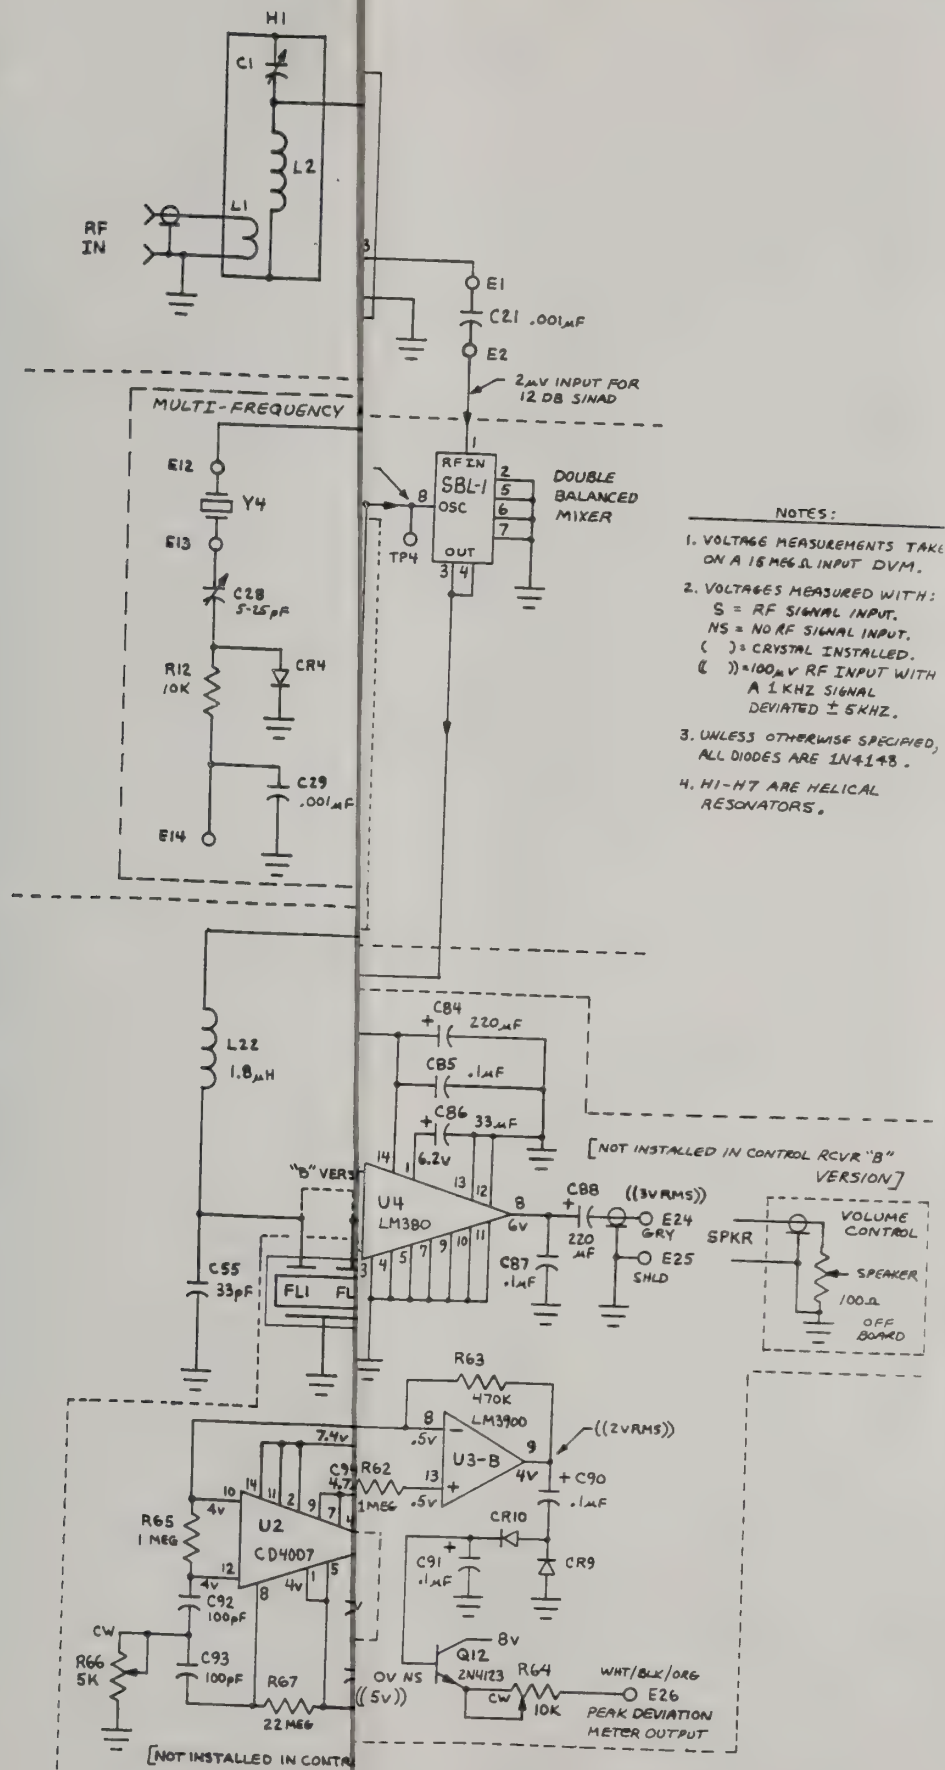 H1
C1
L2
L1
RF
IN
3
E1
C21 .001µF
E2
2µV INPUT FOR
12 DB SINAD
MULTI-FREQUENCY
E12
Y4
E13
C28
5-25pF
R12
10K
CR4
C29
.001µF
E14
1
RF IN
SBL-1
8
OSC
OUT
2
5
6
7
3 4
TP4
DOUBLE
BALANCED
MIXER
NOTES:
1. VOLTAGE MEASUREMENTS TAKE
ON A 15 MEG Ω INPUT DVM.
2. VOLTAGES MEASURED WITH:
S = RF SIGNAL INPUT.
NS = NO RF SIGNAL INPUT.
( ) = CRYSTAL INSTALLED.
(( )) = 100µV RF INPUT WITH
A 1 KHZ SIGNAL
DEVIATED ± 5KHZ.
3. UNLESS OTHERWISE SPECIFIED,
ALL DIODES ARE 1N4148.
4. H1-H7 ARE HELICAL
RESONATORS.
L22
1.8µH
C55
33pF
"B" VERS
FL1
FL
C84
+ 220µF
C85
.1µF
C86
+ 33µF
14
1
6.2V
13
12
U4
LM380
8
6V
3
4
5
7
9
10
11
C88
+
220
µF
C87
.1µF
((3VRMS))
E24
GRY
E25
SHLD
[NOT INSTALLED IN CONTROL RCVR "B"
VERSION]
SPKR
VOLUME
CONTROL
SPEAKER
100Ω
OFF
BOARD
R63
470K
LM3900
8
.5V
-
U3-B
9
4V
13
.5V
+
((2VRMS))
R62
1MEG
+ C90
.1µF
CR10
CR9
+
C91
.1µF
8V
Q12
2N4123
0V NS
((5V))
CW
R64
10K
WHT/BLK/ORG
E26
PEAK DEVIATION
METER OUTPUT
7.4V
C9
4.7
14
11
2
9
7
4
10
4V
U2
CD4007
R65
1 MEG
12
4V
8
4V
1
5
C92
100pF
CW
R66
5K
C93
100pF
R67
22 MEG
[NOT INSTALLED IN CONTR